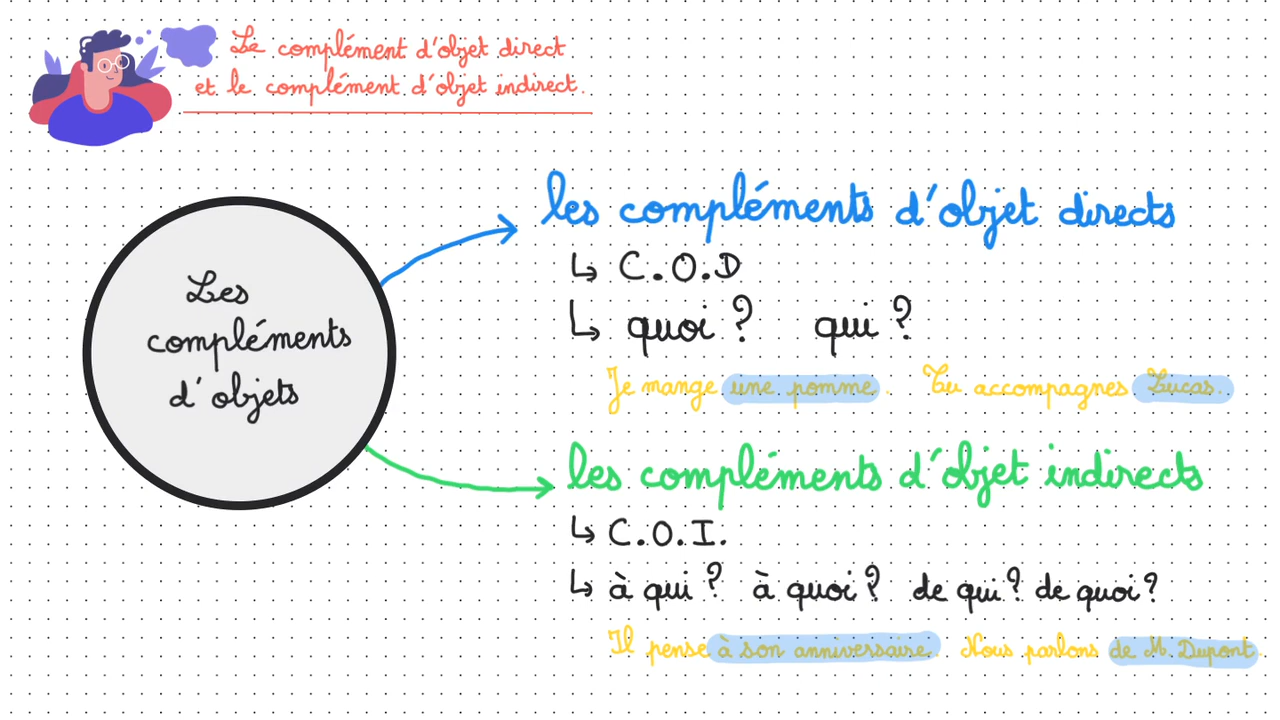 Le complément d'objet direct
et le complément d'objet indirect.
Les
compléments
d'objets
les compléments d'objet directs
↳ C.O.D
↳ quoi ? qui ?
Je mange une pomme. Tu accompagnes Lucas.
les compléments d'objet indirects
↳ C.O.I.
↳ à qui ? à quoi ? de qui ? de quoi ?
Il pense à son anniversaire. Nous parlons de M. Dupont.